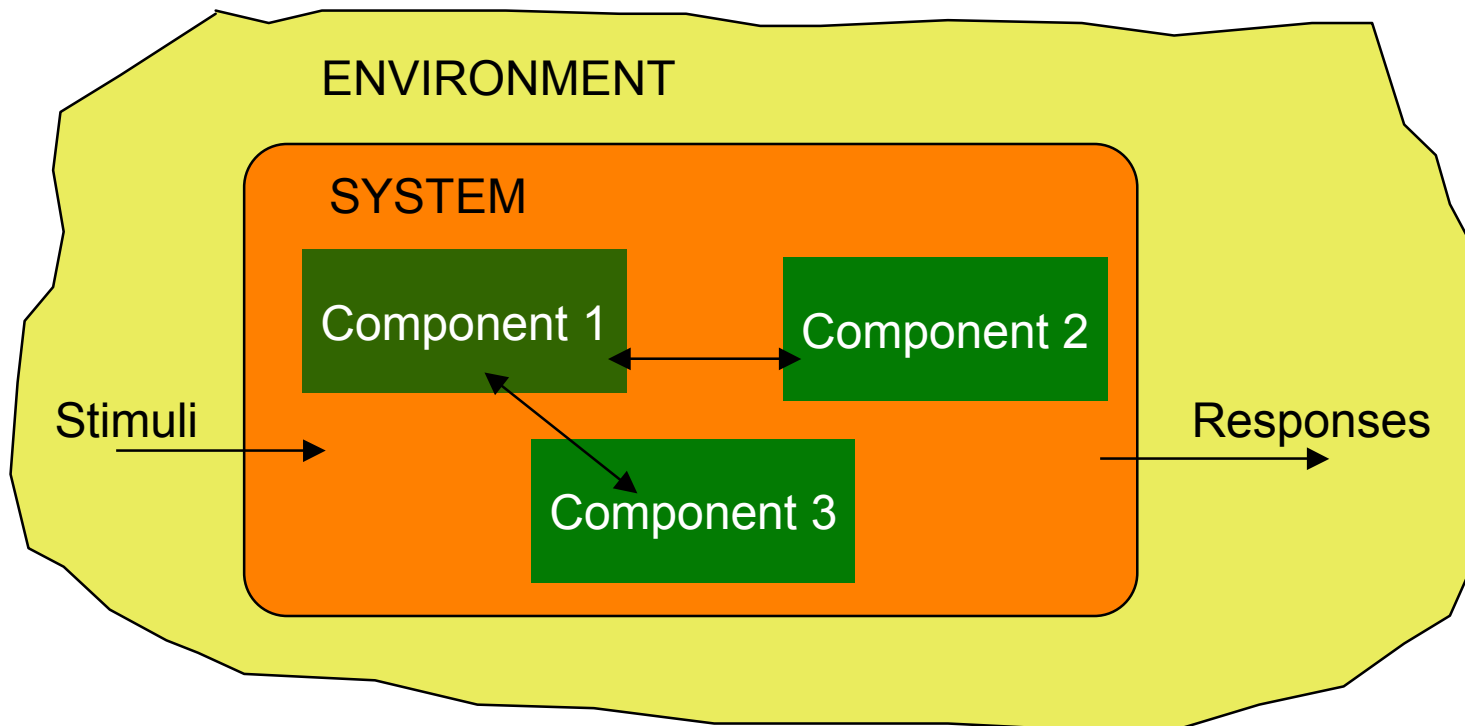 ENVIRONMENT
SYSTEM
Component 1
Component 2
Stimuli
Responses
Component 3